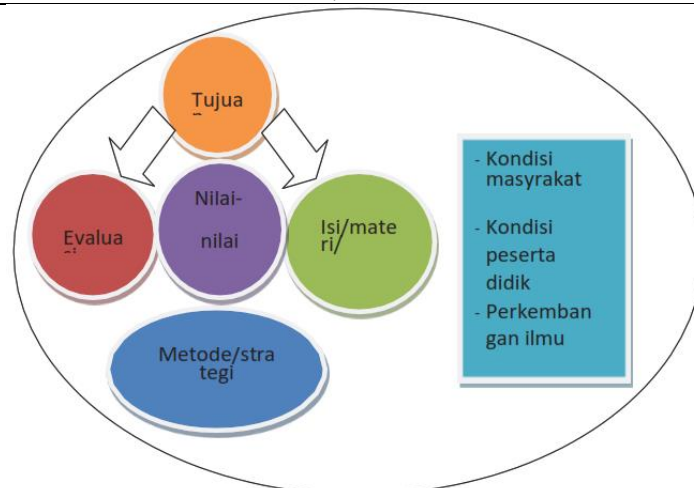 Tujua
Nilai-
nilai
Evalua
Isi/mate
ri/
Metode/stra
tegi
- Kondisi
masyrakat
- Kondisi
peserta
didik
- Perkemban
gan ilmu